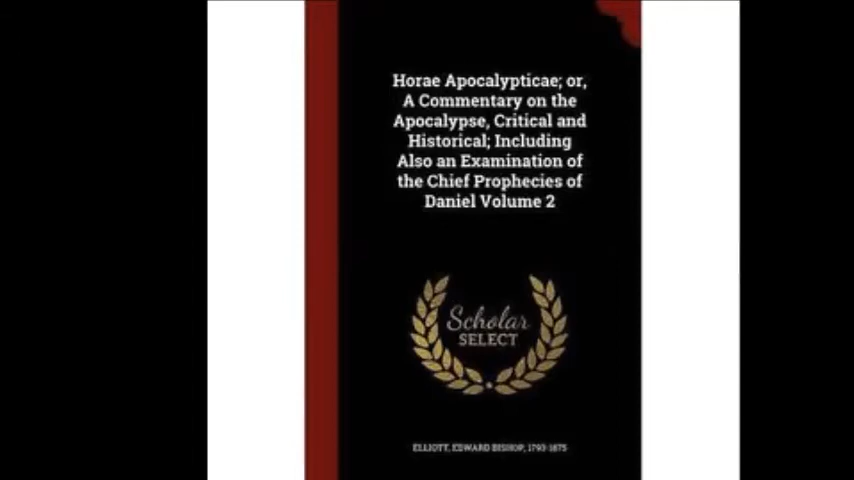 Horae Apocalypticae; or,
A Commentary on the
Apocalypse, Critical and
Historical; Including
Also an Examination of
the Chief Prophecies of
Daniel Volume 2
Scholar
SELECT
ELLIOTT, EDWARD BISHOP, 1793-1875